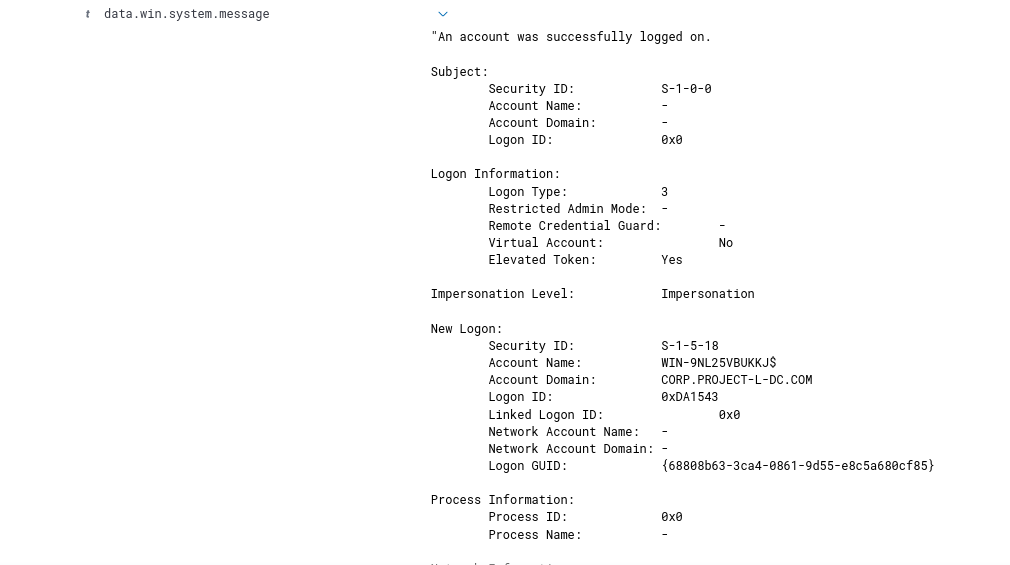 t data.win.system.message
"An account was successfully logged on.
Subject:
Security ID: S-1-0-0
Account Name: -
Account Domain: -
Logon ID: 0x0
Logon Information:
Logon Type: 3
Restricted Admin Mode: -
Remote Credential Guard: -
Virtual Account: No
Elevated Token: Yes
Impersonation Level: Impersonation
New Logon:
Security ID: S-1-5-18
Account Name: WIN-9NL25VBUKKJ$
Account Domain: CORP.PROJECT-L-DC.COM
Logon ID: 0xDA1543
Linked Logon ID: 0x0
Network Account Name: -
Network Account Domain: -
Logon GUID: {68808b63-3ca4-0861-9d55-e8c5a680cf85}
Process Information:
Process ID: 0x0
Process Name: -